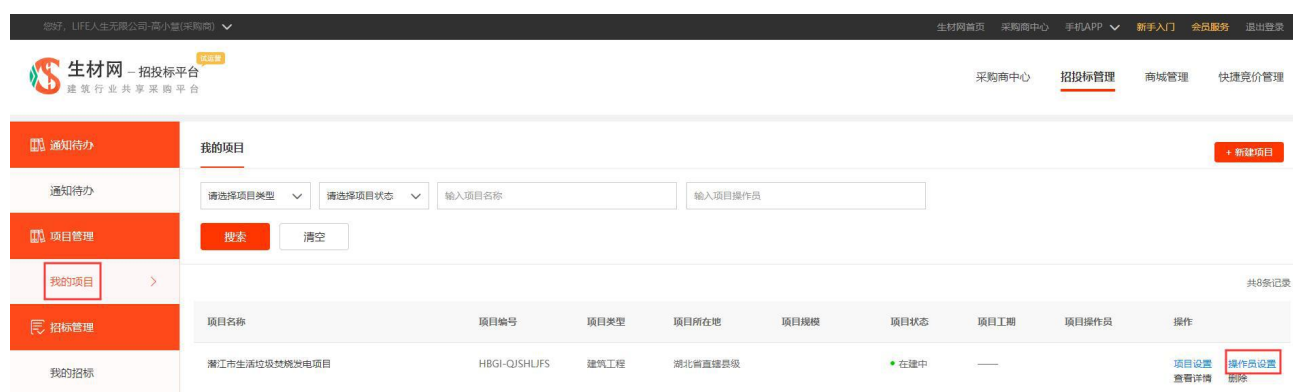 您好，LIFE人生无限公司-高小慧(采购商) 生材网首页 采购商中心 手机APP 新手入门 会员服务 退出登录
生材网 – 招投标平台 试运营
建筑行业共享采购平台
采购商中心 招投标管理 商城管理 快捷竞价管理
通知待办
通知待办
项目管理
我的项目
招标管理
我的招标
我的项目 + 新建项目
请选择项目类型 请选择项目状态 输入项目名称 输入项目操作员
搜索 清空
共8条记录
项目名称 项目编号 项目类型 项目所在地 项目规模 项目状态 项目工期 项目操作员 操作
潜江市生活垃圾焚烧发电项目 HBGI-QJSHLJFS 建筑工程 湖北省直辖县级 在建中 —— 项目设置 操作员设置
查看详情 删除